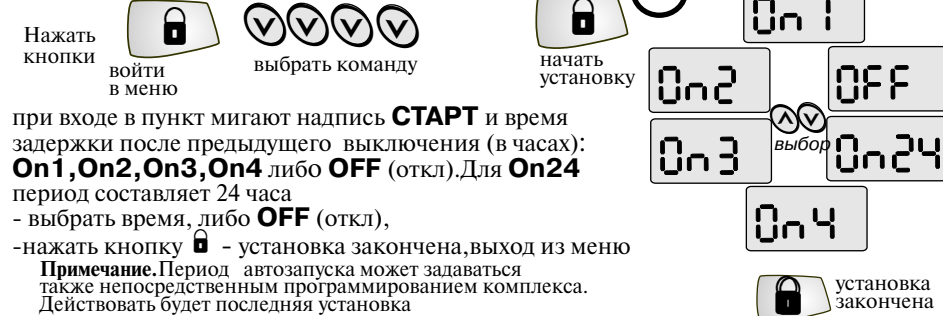 Нажать
кнопки
войти
в меню
выбрать команду
начать
установку
On 1
On2
OFF
On3
выбор
On24
On4
при входе в пункт мигают надпись СТАРТ и время
задержки после предыдущего выключения (в часах):
On1,On2,On3,On4 либо OFF (откл).Для On24
период составляет 24 часа
- выбрать время, либо OFF (откл),
-нажать кнопку - установка закончена,выход из меню
Примечание.Период автозапуска может задаваться
также непосредственным программированием комплекса.
Действовать будет последняя установка
установка
закончена